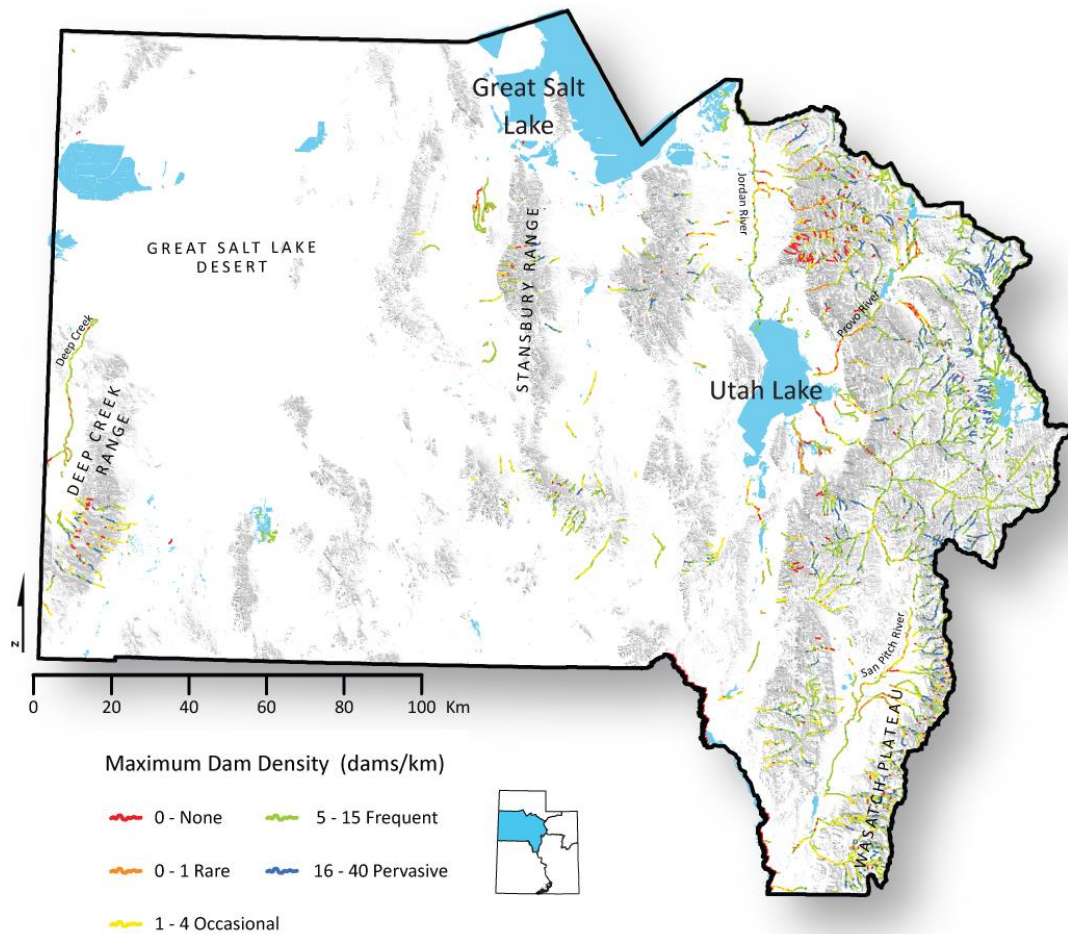 Great Salt
Lake
Jordan River
GREAT SALT LAKE
DESERT
STANSBURY RANGE
Provo River
Deep Creek
Utah Lake
DEEP CREEK
RANGE
San Pitch River
WASATCH PLATEAU
N
0 20 40 60 80 100 Km
Maximum Dam Density (dams/km)
0 - None
5 - 15 Frequent
0 - 1 Rare
16 - 40 Pervasive
1 - 4 Occasional